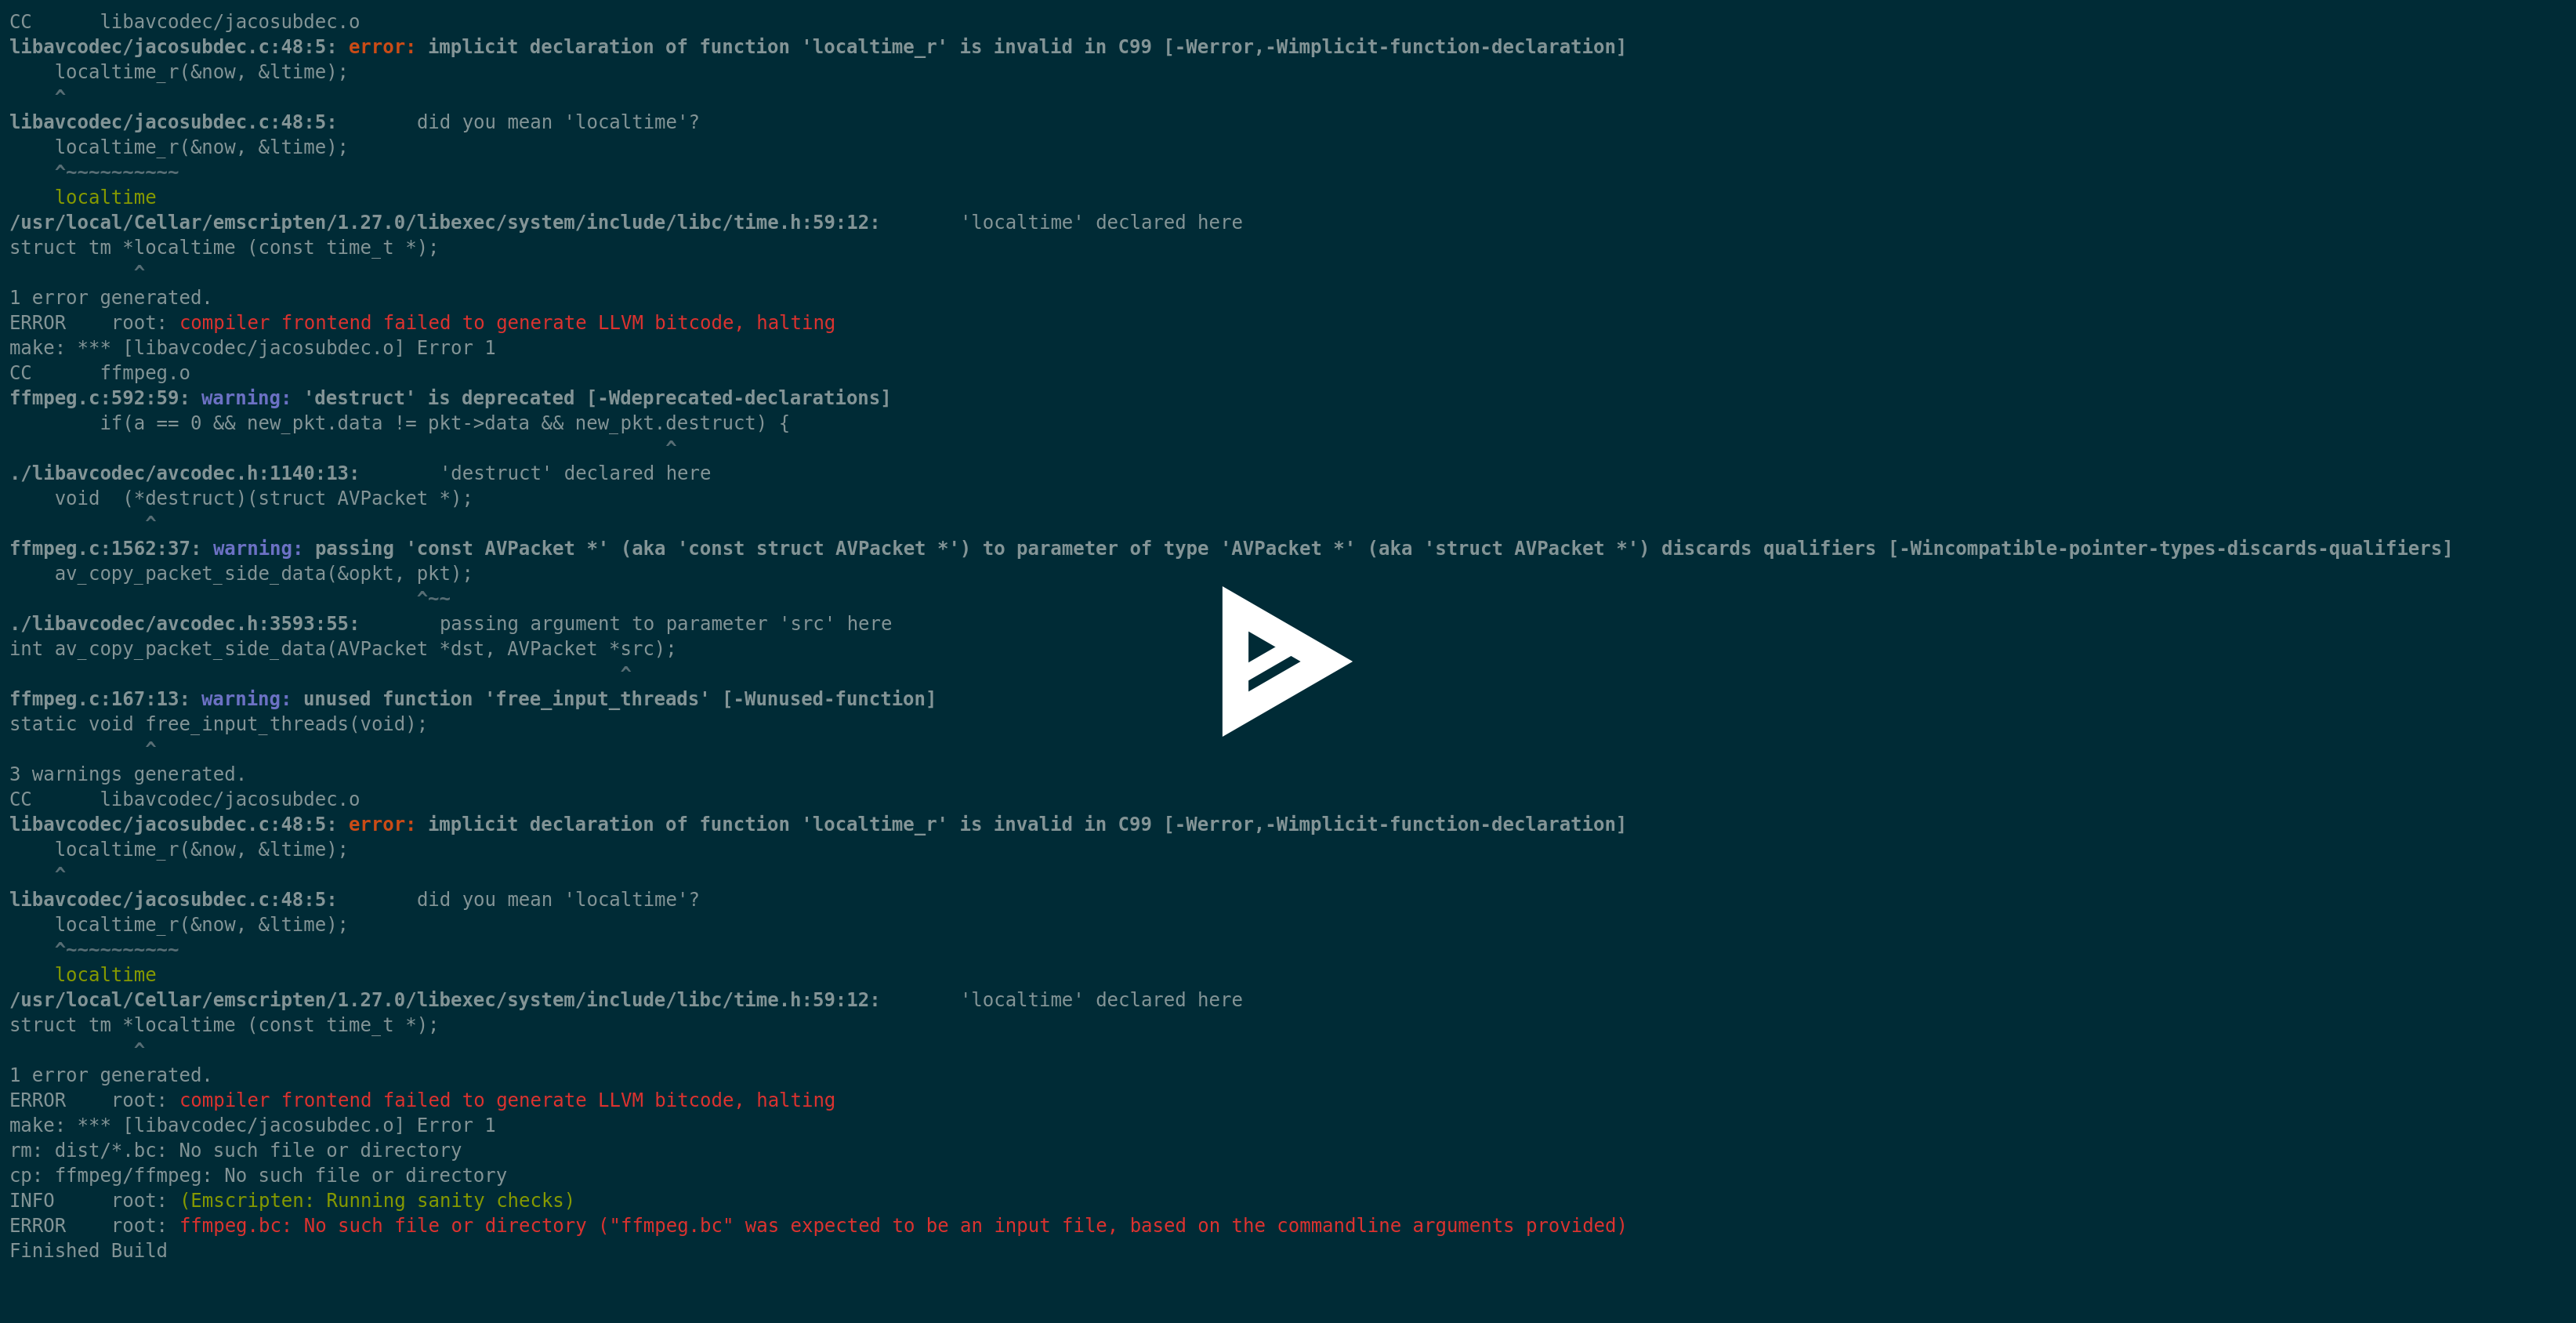 CC      libavcodec/jacosubdec.o
libavcodec/jacosubdec.c:48:5: error: implicit declaration of function 'localtime_r' is invalid in C99 [-Werror,-Wimplicit-function-declaration]
    localtime_r(&now, &ltime);
    ^
libavcodec/jacosubdec.c:48:5:       did you mean 'localtime'?
    localtime_r(&now, &ltime);
    ^~~~~~~~~~~
    localtime
/usr/local/Cellar/emscripten/1.27.0/libexec/system/include/libc/time.h:59:12:       'localtime' declared here
struct tm *localtime (const time_t *);
           ^
1 error generated.
ERROR    root: compiler frontend failed to generate LLVM bitcode, halting
make: *** [libavcodec/jacosubdec.o] Error 1
CC      ffmpeg.o
ffmpeg.c:592:59: warning: 'destruct' is deprecated [-Wdeprecated-declarations]
        if(a == 0 && new_pkt.data != pkt->data && new_pkt.destruct) {
                                                          ^
./libavcodec/avcodec.h:1140:13:       'destruct' declared here
    void  (*destruct)(struct AVPacket *);
            ^
ffmpeg.c:1562:37: warning: passing 'const AVPacket *' (aka 'const struct AVPacket *') to parameter of type 'AVPacket *' (aka 'struct AVPacket *') discards qualifiers [-Wincompatible-pointer-types-discards-qualifiers]
    av_copy_packet_side_data(&opkt, pkt);
                                    ^~~
./libavcodec/avcodec.h:3593:55:       passing argument to parameter 'src' here
int av_copy_packet_side_data(AVPacket *dst, AVPacket *src);
                                                      ^
ffmpeg.c:167:13: warning: unused function 'free_input_threads' [-Wunused-function]
static void free_input_threads(void);
            ^
3 warnings generated.
CC      libavcodec/jacosubdec.o
libavcodec/jacosubdec.c:48:5: error: implicit declaration of function 'localtime_r' is invalid in C99 [-Werror,-Wimplicit-function-declaration]
    localtime_r(&now, &ltime);
    ^
libavcodec/jacosubdec.c:48:5:       did you mean 'localtime'?
    localtime_r(&now, &ltime);
    ^~~~~~~~~~~
    localtime
/usr/local/Cellar/emscripten/1.27.0/libexec/system/include/libc/time.h:59:12:       'localtime' declared here
struct tm *localtime (const time_t *);
           ^
1 error generated.
ERROR    root: compiler frontend failed to generate LLVM bitcode, halting
make: *** [libavcodec/jacosubdec.o] Error 1
rm: dist/*.bc: No such file or directory
cp: ffmpeg/ffmpeg: No such file or directory
INFO     root: (Emscripten: Running sanity checks)
ERROR    root: ffmpeg.bc: No such file or directory ("ffmpeg.bc" was expected to be an input file, based on the commandline arguments provided)
Finished Build